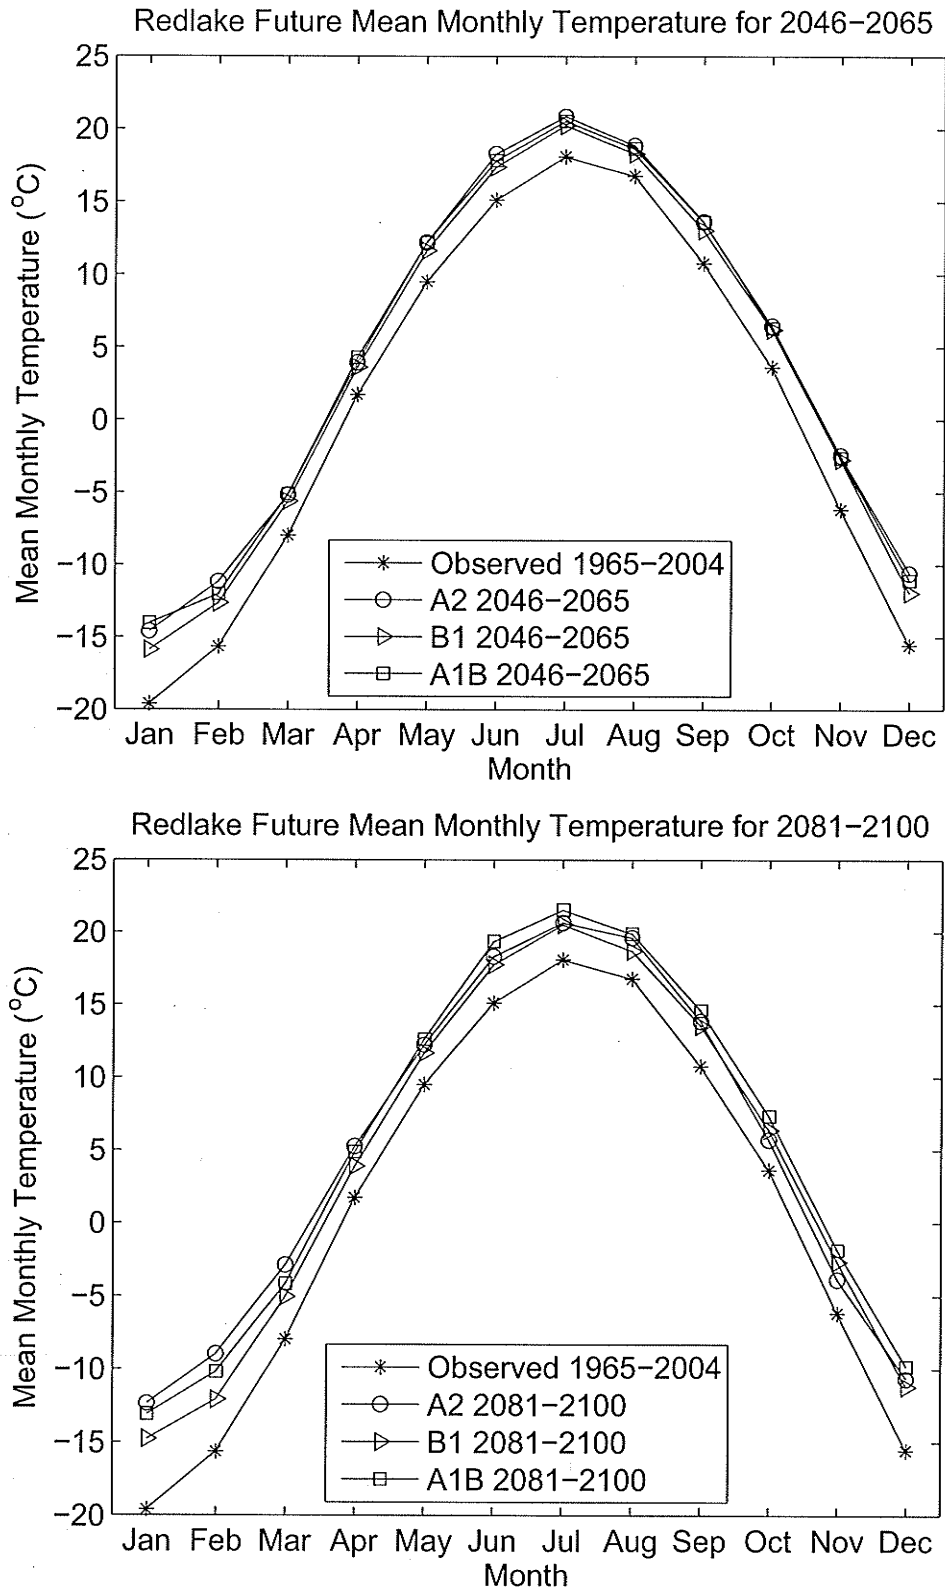 Redlake Future Mean Monthly Temperature for 2046−2065
25
20
15
10
5
0
−5
−10
−15
−20
Mean Monthly Temperature (°C)
Observed 1965−2004
A2 2046−2065
B1 2046−2065
A1B 2046−2065
Jan Feb Mar Apr May Jun Jul Aug Sep Oct Nov Dec
Month
Redlake Future Mean Monthly Temperature for 2081−2100
25
20
15
10
5
0
−5
−10
−15
−20
Mean Monthly Temperature (°C)
Observed 1965−2004
A2 2081−2100
B1 2081−2100
A1B 2081−2100
Jan Feb Mar Apr May Jun Jul Aug Sep Oct Nov Dec
Month